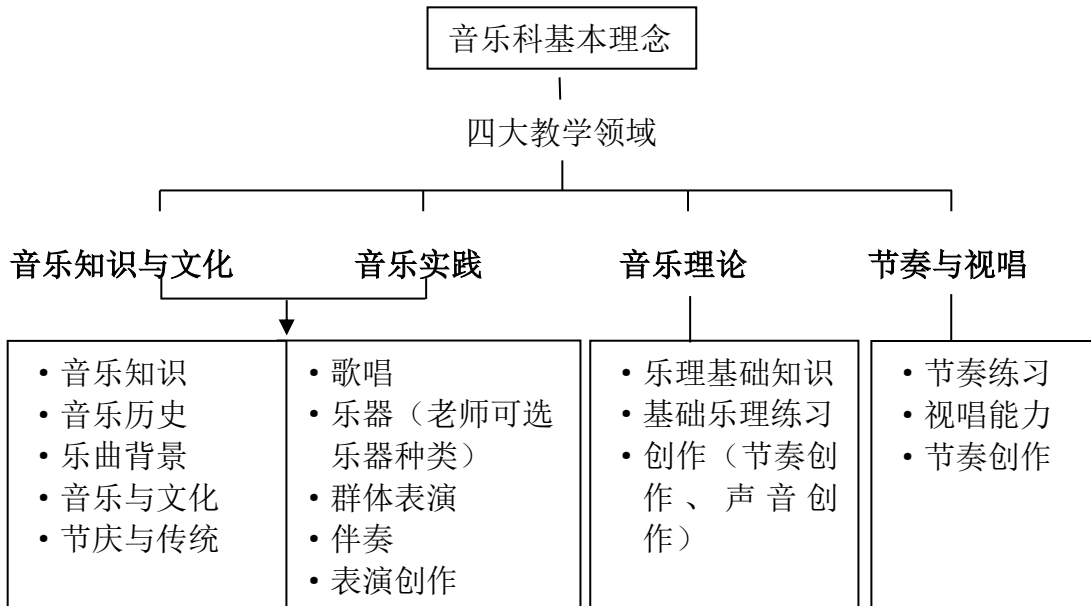 音乐科基本理念
四大教学领域
音乐知识与文化
音乐实践
音乐理论
节奏与视唱
·音乐知识
·音乐历史
·乐曲背景
·音乐与文化
·节庆与传统
·歌唱
·乐器（老师可选
乐器种类）
·群体表演
·伴奏
·表演创作
·乐理基础知识
·基础乐理练习
·创作（节奏创
作、声音创
作）
·节奏练习
·视唱能力
·节奏创作